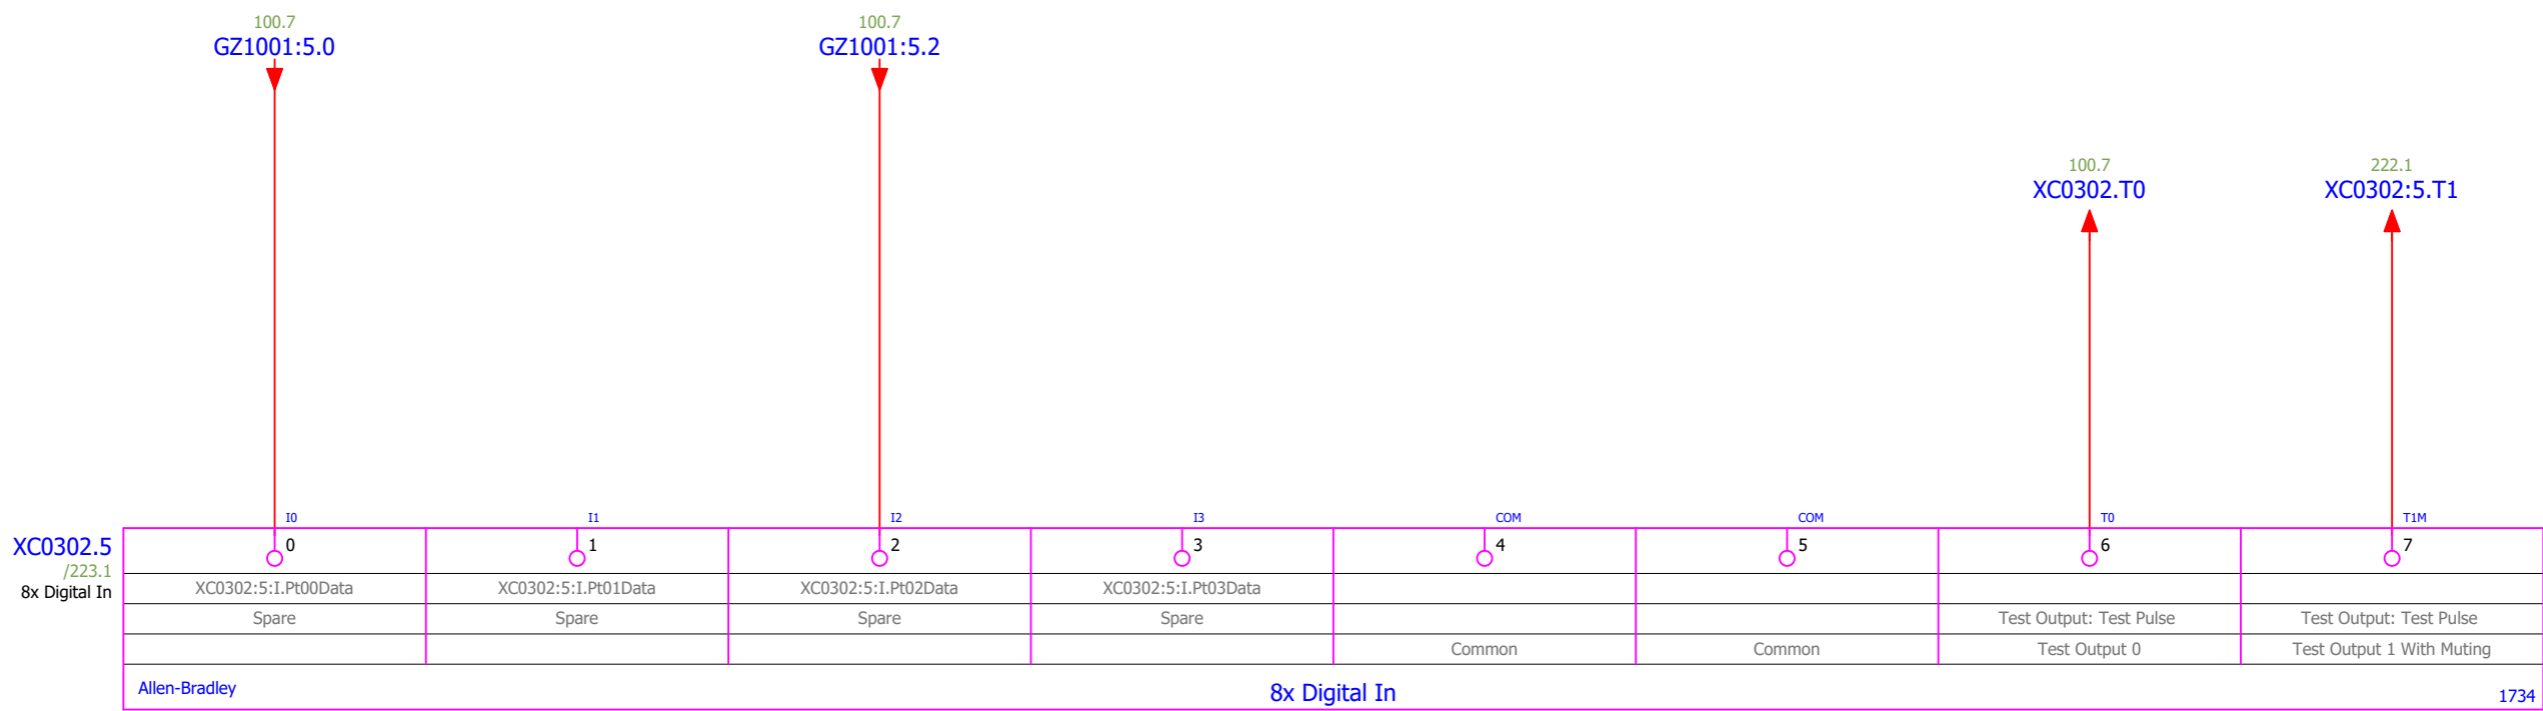 100.7
GZ1001:5.0
100.7
GZ1001:5.2
100.7
XC0302.T0
222.1
XC0302:5.T1
I0 I1 I2 I3 COM COM T0 T1M
XC0302.5 0 1 2 3 4 5 6 7
/223.1
8x Digital In
XC0302:5:I.Pt00Data XC0302:5:I.Pt01Data XC0302:5:I.Pt02Data XC0302:5:I.Pt03Data
Spare Spare Spare Spare Test Output: Test Pulse Test Output: Test Pulse
Common Common Test Output 0 Test Output 1 With Muting
Allen-Bradley 8x Digital In 1734